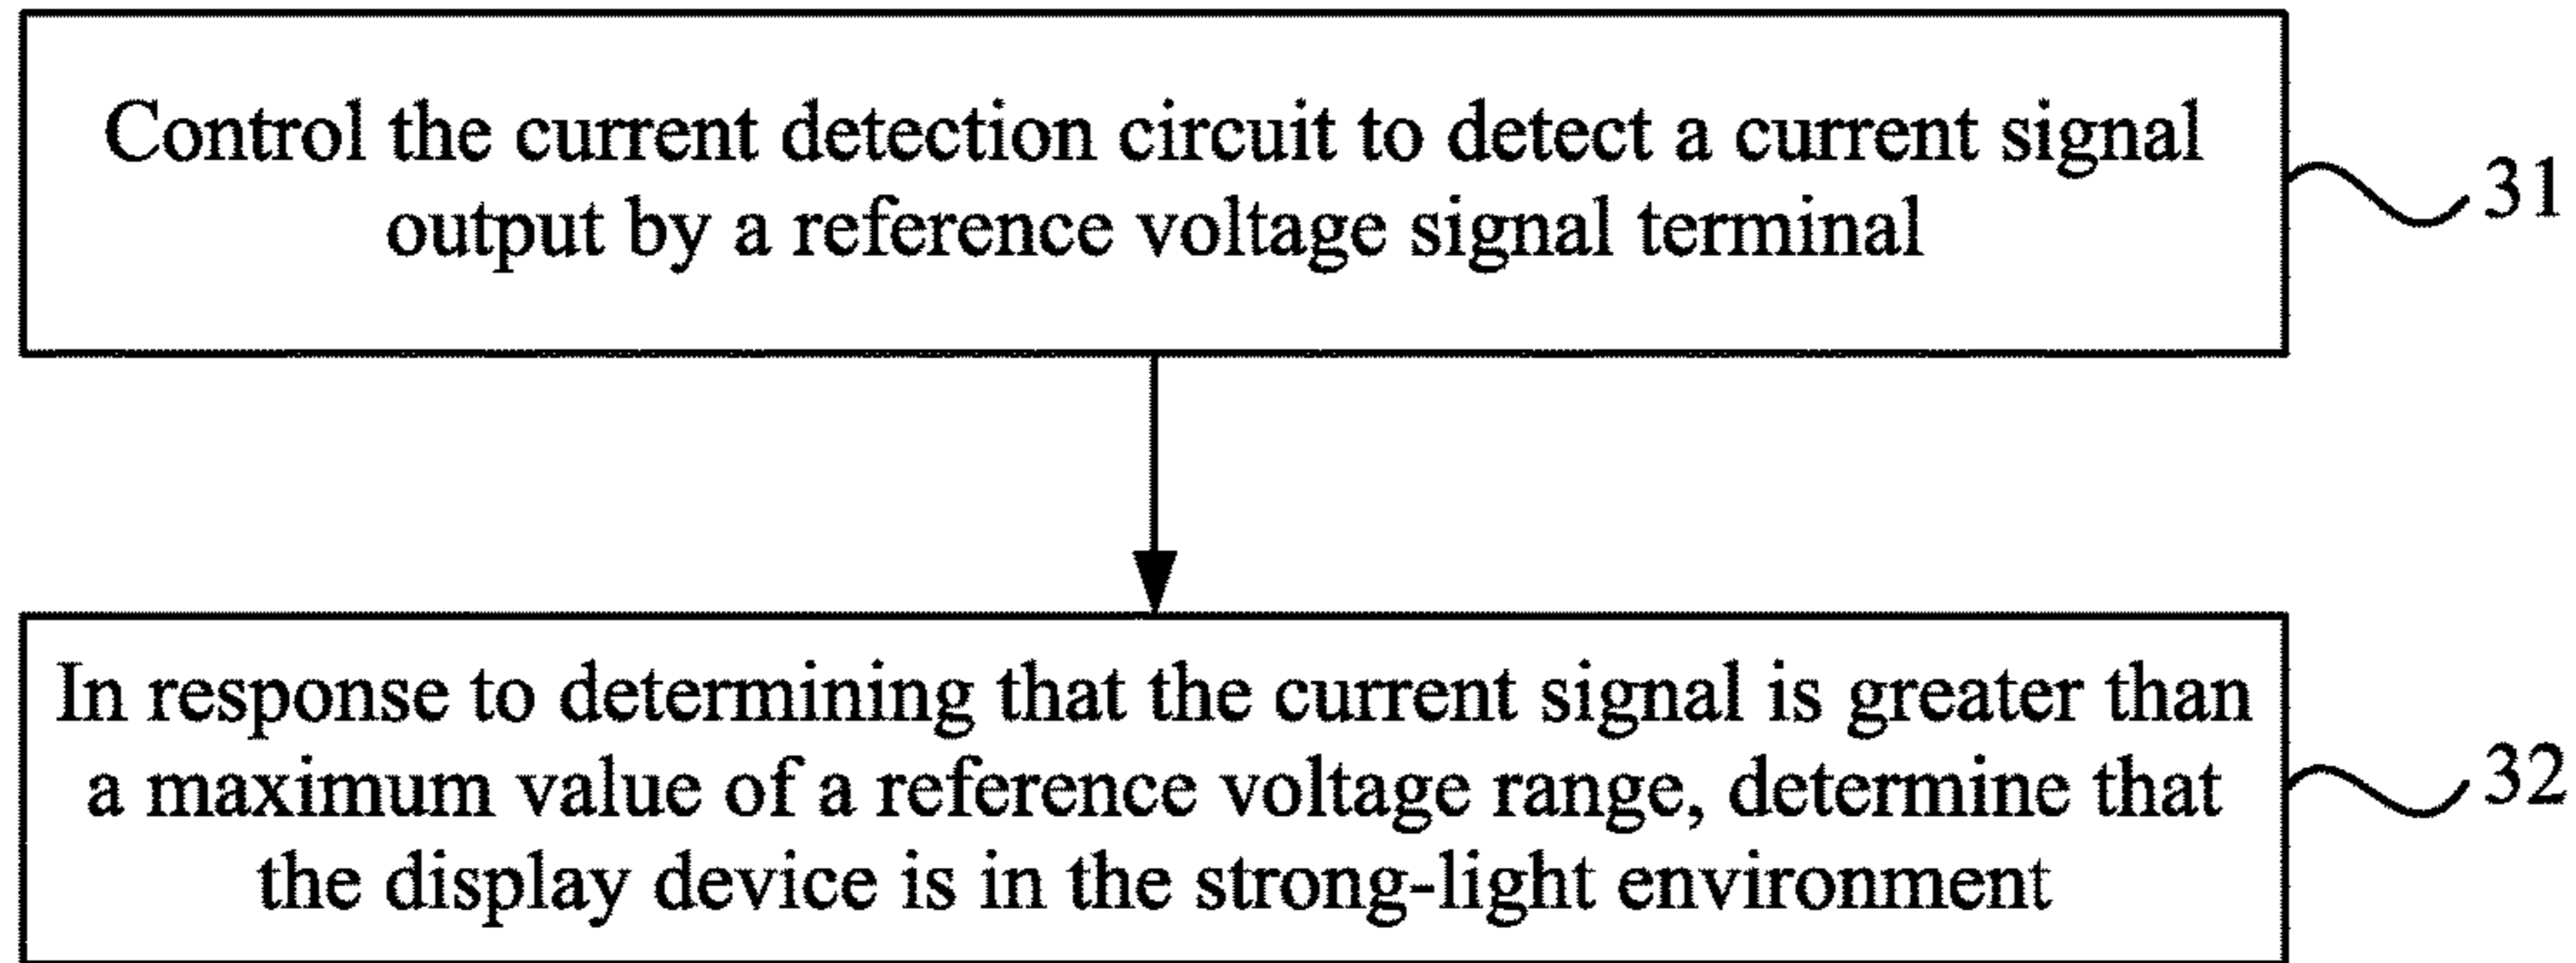 Control the current detection circuit to detect a current signal
output by a reference voltage signal terminal
31
In response to determining that the current signal is greater than
a maximum value of a reference voltage range, determine that
the display device is in the strong-light environment
32